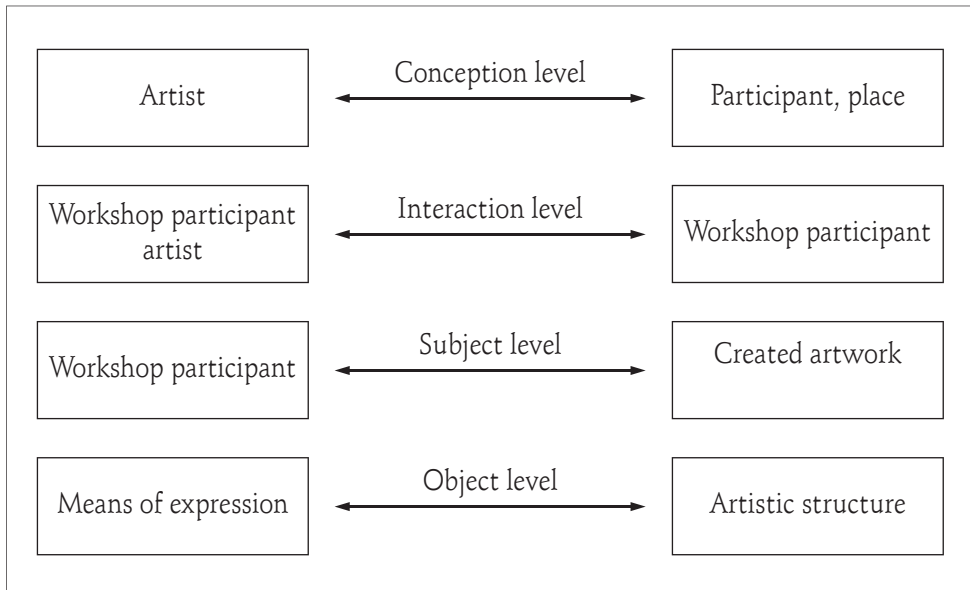 Artist
Conception level
Participant, place
Workshop participant
artist
Interaction level
Workshop participant
Workshop participant
Subject level
Created artwork
Means of expression
Object level
Artistic structure